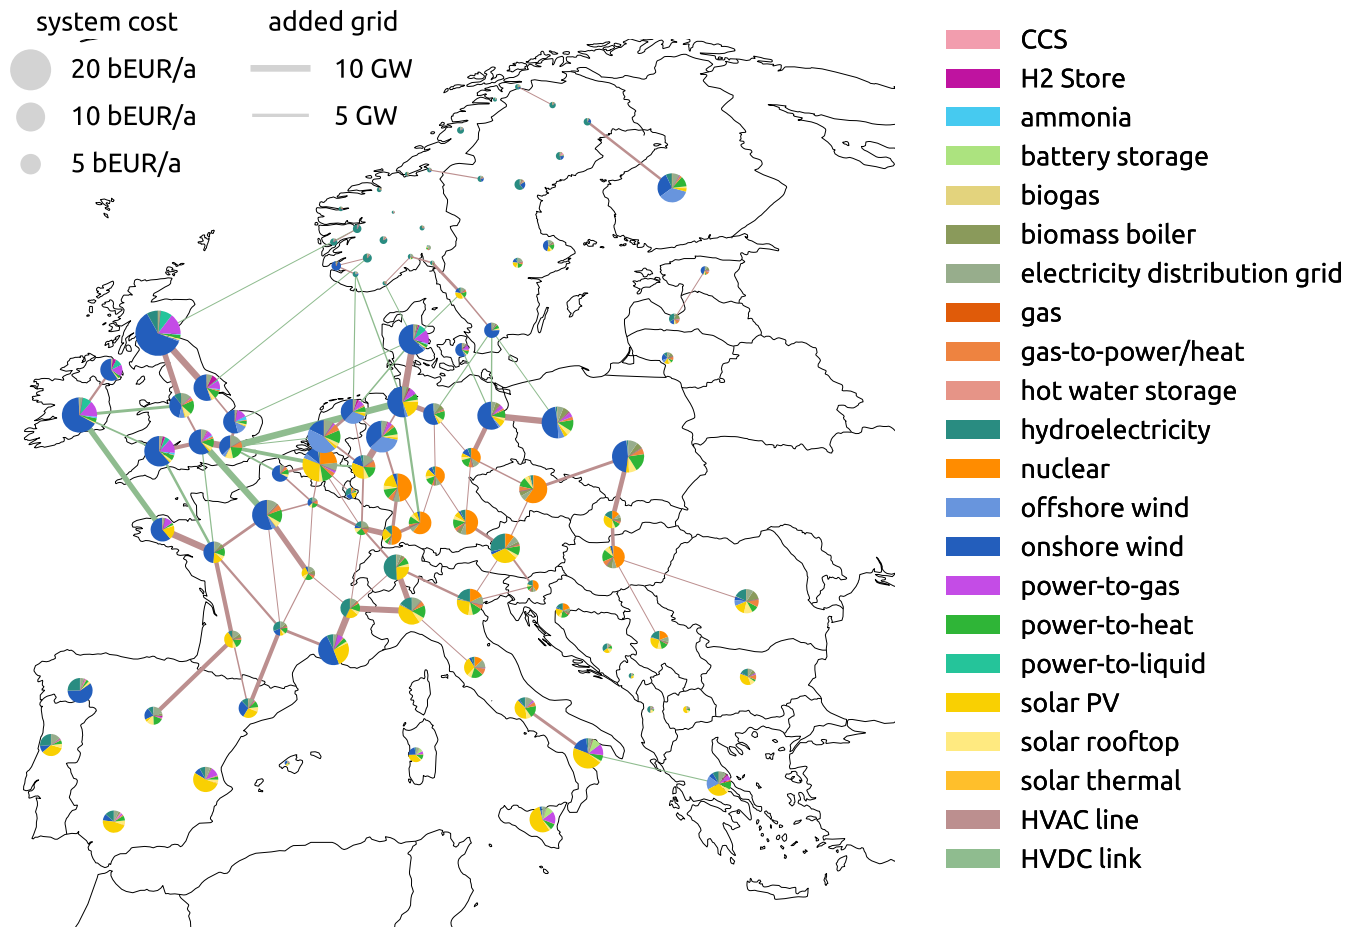 system cost
20 bEUR/a
10 bEUR/a
5 bEUR/a
added grid
10 GW
5 GW
CCS
H2 Store
ammonia
battery storage
biogas
biomass boiler
electricity distribution grid
gas
gas-to-power/heat
hot water storage
hydroelectricity
nuclear
offshore wind
onshore wind
power-to-gas
power-to-heat
power-to-liquid
solar PV
solar rooftop
solar thermal
HVAC line
HVDC link